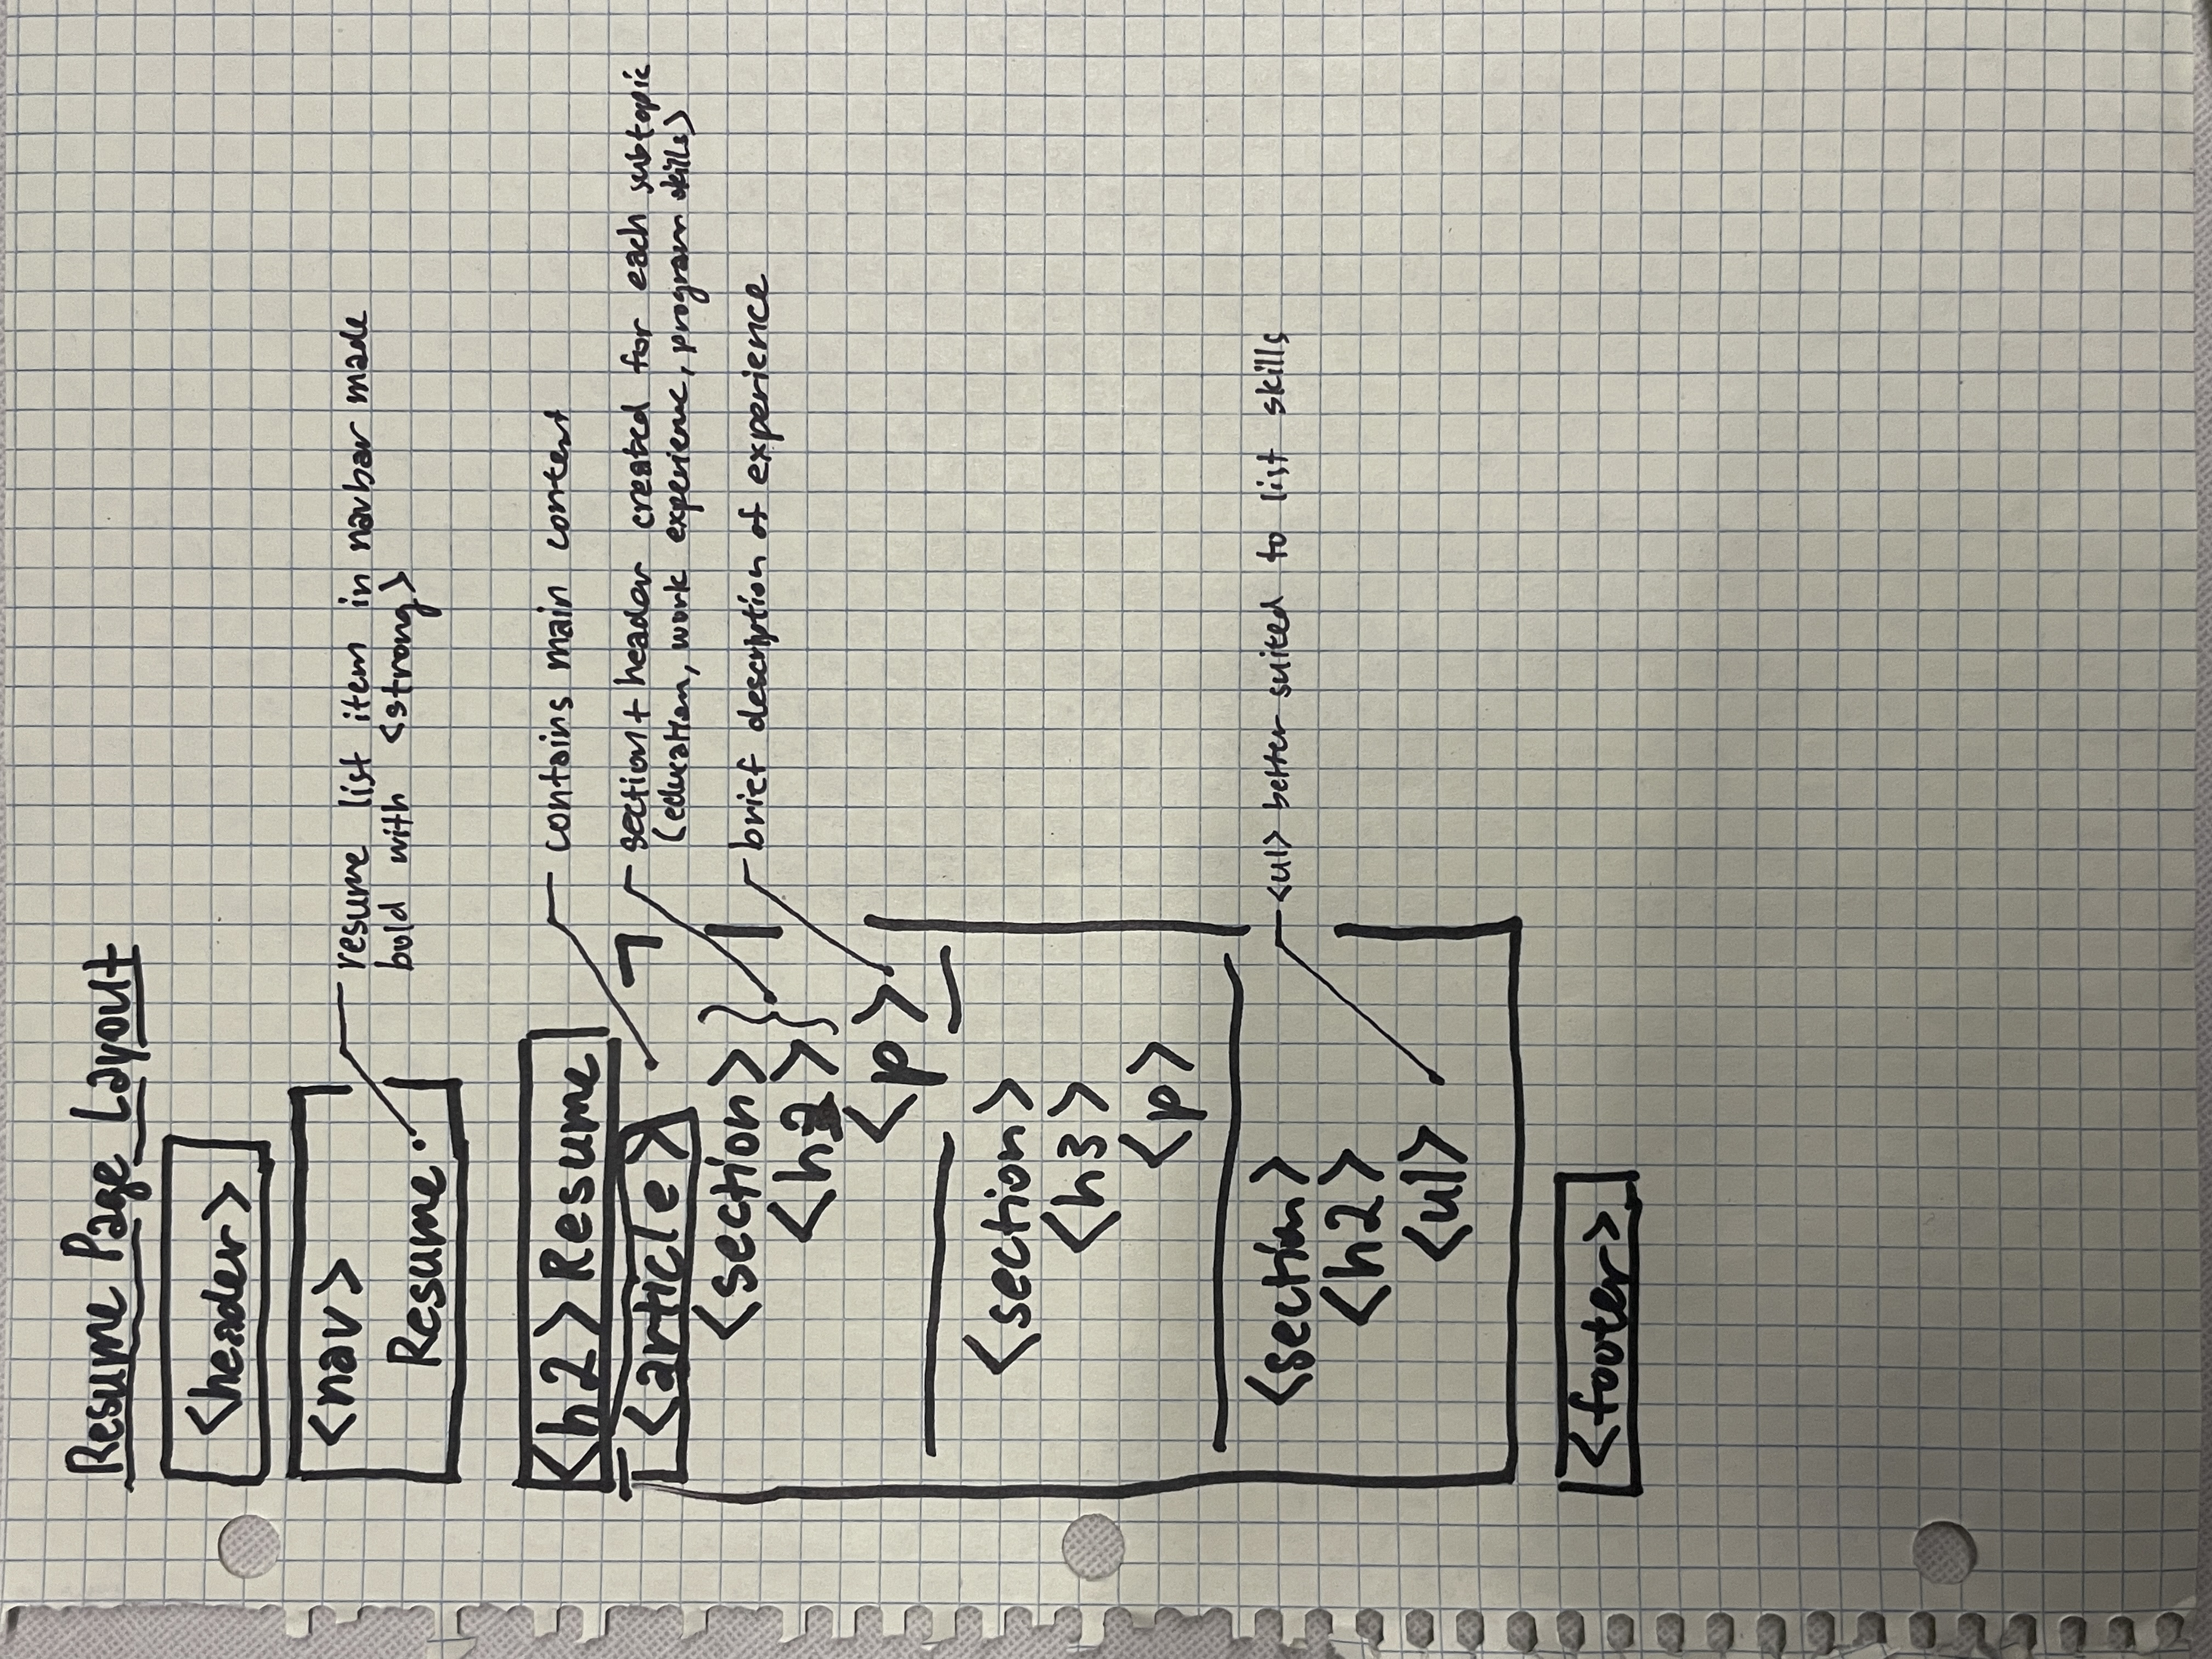 Resume Page Layout
<header>
<nav>
Resume
resume list item in navbar made
bold with <strong>
<h2> Resume
contains main content
<article>
section + header created for each subtopic
(education, work experience, program skills)
<section>
brief description of experience
<h3>
<p>
<section>
<h3>
<p>
<section>
<ul> better suited to list skills
<h2>
<ul>
<footer>